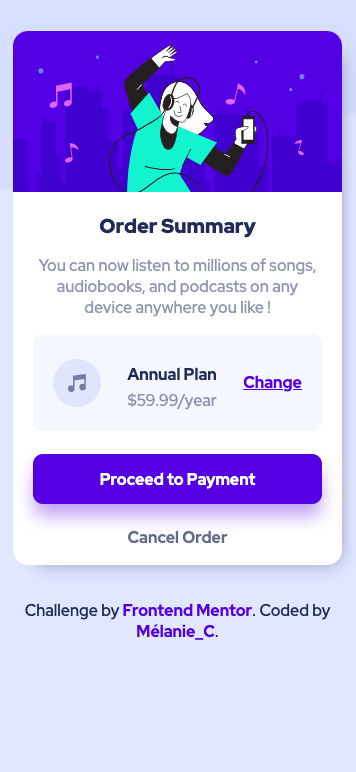 Order Summary
You can now listen to millions of songs,
audiobooks, and podcasts on any
device anywhere you like !
Annual Plan
$59.99/year
Change
Proceed to Payment
Cancel Order
Challenge by Frontend Mentor. Coded by
Mélanie_C.